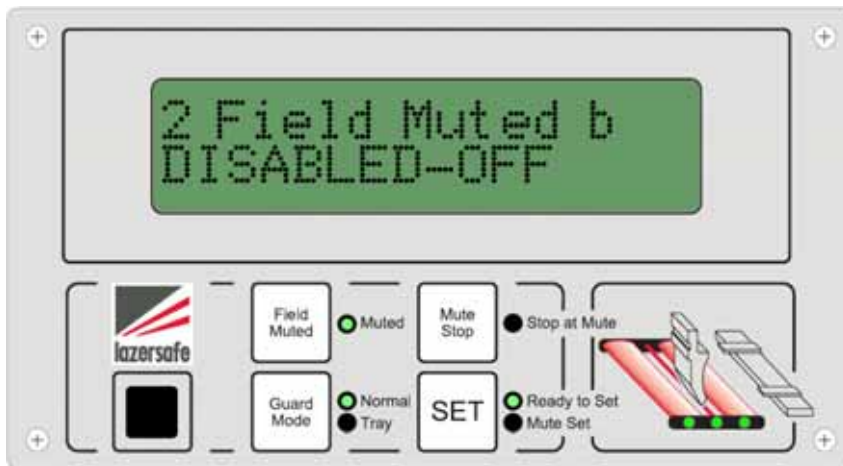 2 Field Muted b
DISABLED-OFF
lazersafe
Field
Muted
Muted
Mute
Stop
Stop at Mute
Guard
Mode
Normal
Tray
SET
Ready to Set
Mute Set